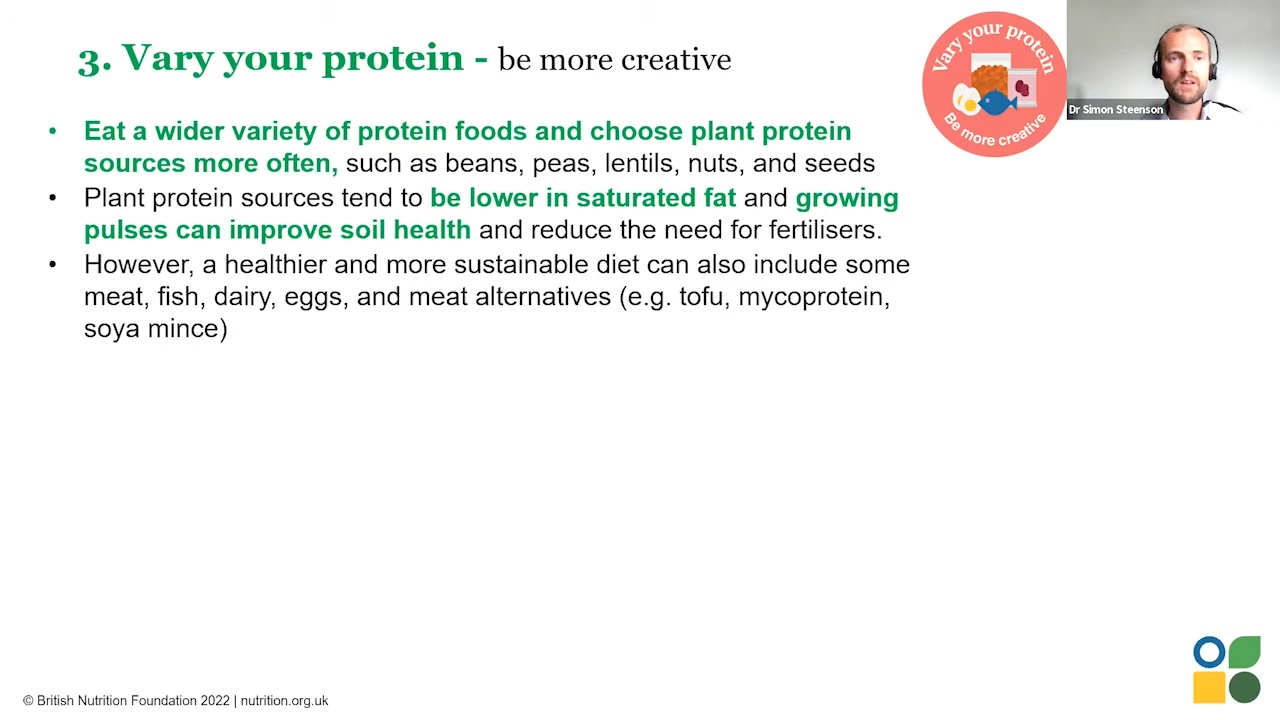 3. Vary your protein - be more creative
Vary your protein
Be more creative
Dr Simon Steenson
• Eat a wider variety of protein foods and choose plant protein
sources more often, such as beans, peas, lentils, nuts, and seeds
• Plant protein sources tend to be lower in saturated fat and growing
pulses can improve soil health and reduce the need for fertilisers.
• However, a healthier and more sustainable diet can also include some
meat, fish, dairy, eggs, and meat alternatives (e.g. tofu, mycoprotein,
soya mince)
© British Nutrition Foundation 2022 | nutrition.org.uk